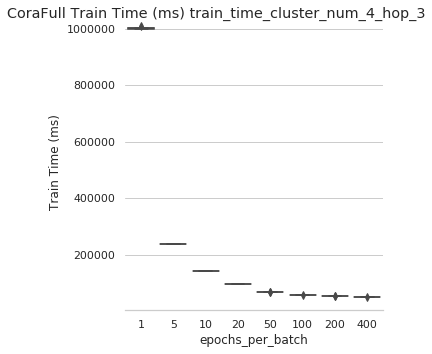 CoraFull Train Time (ms) train_time_cluster_num_4_hop_3
1000000
800000
600000
400000
200000
Train Time (ms)
1 5 10 20 50 100 200 400
epochs_per_batch